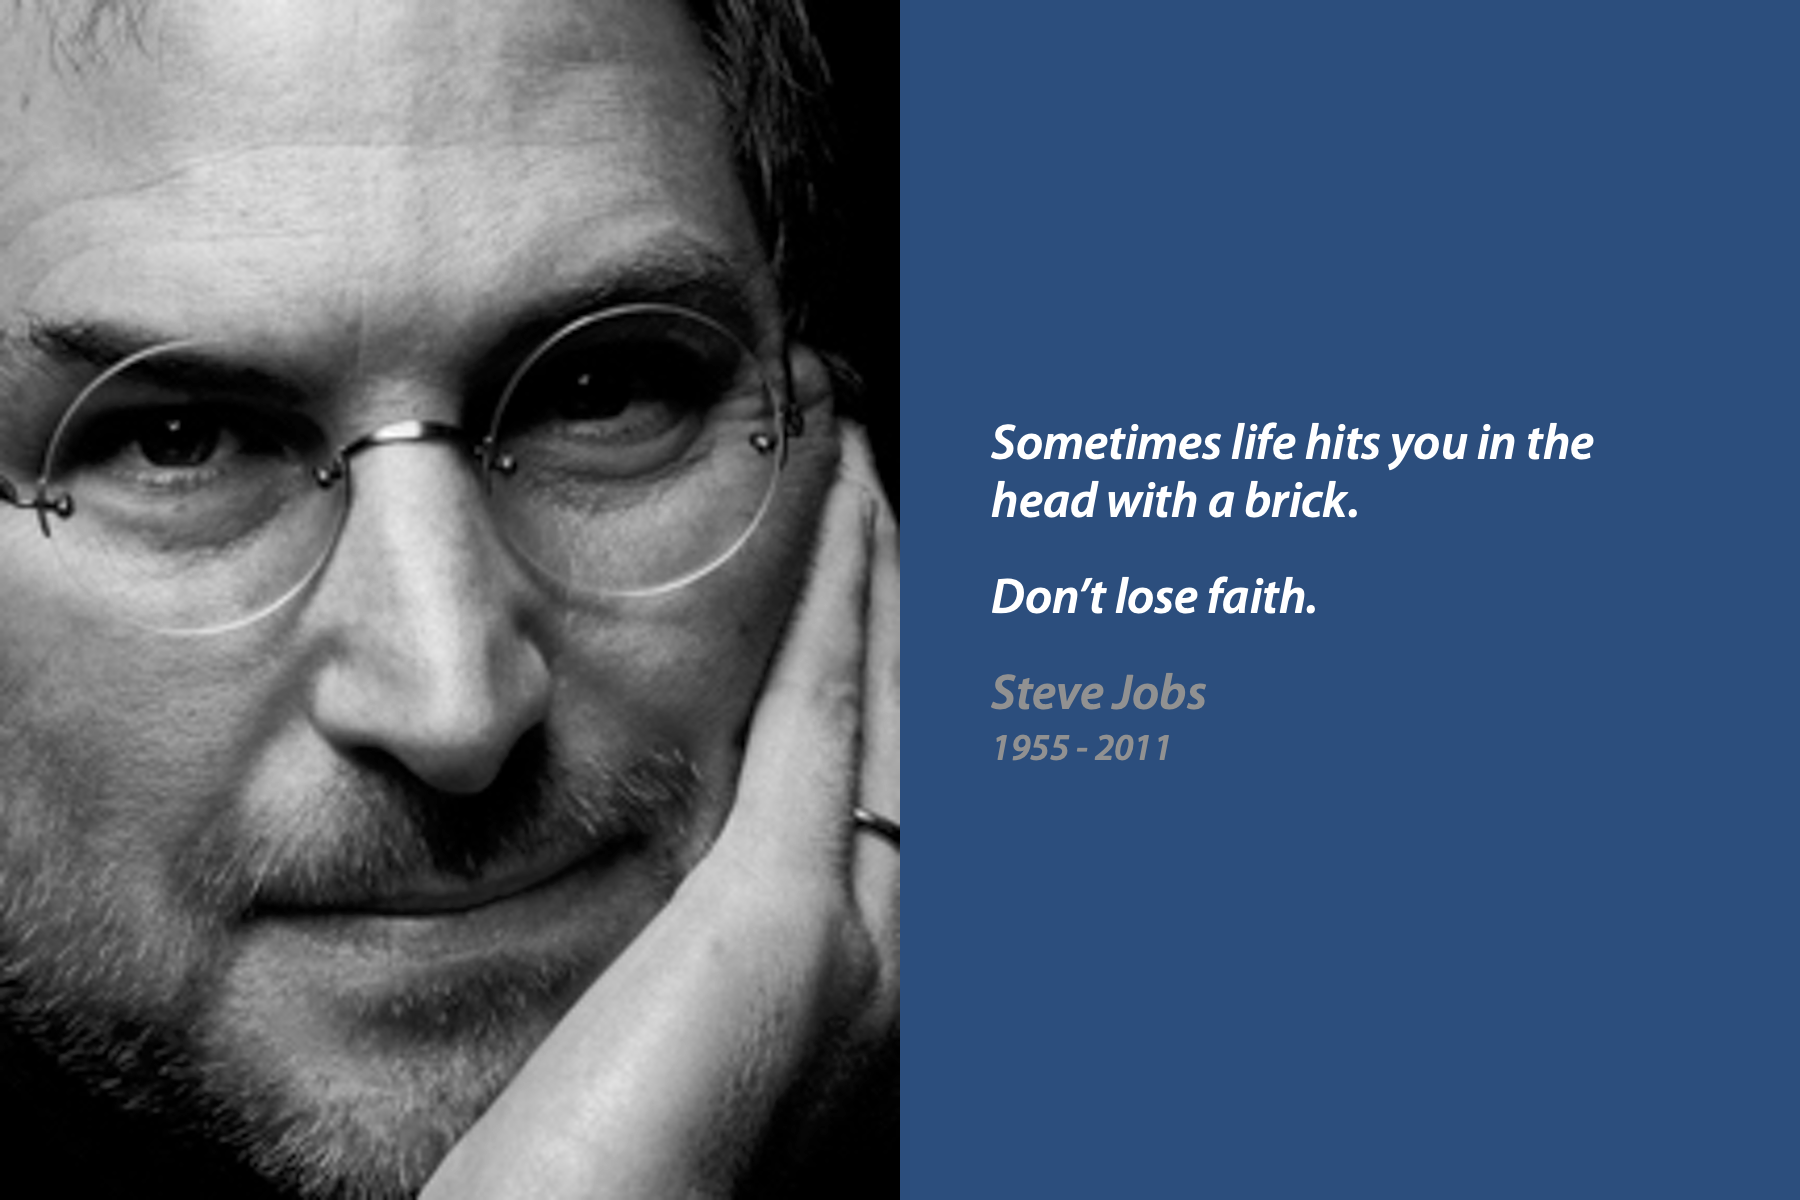 Sometimes life hits you in the
head with a brick.
Don’t lose faith.
Steve Jobs
1955 - 2011